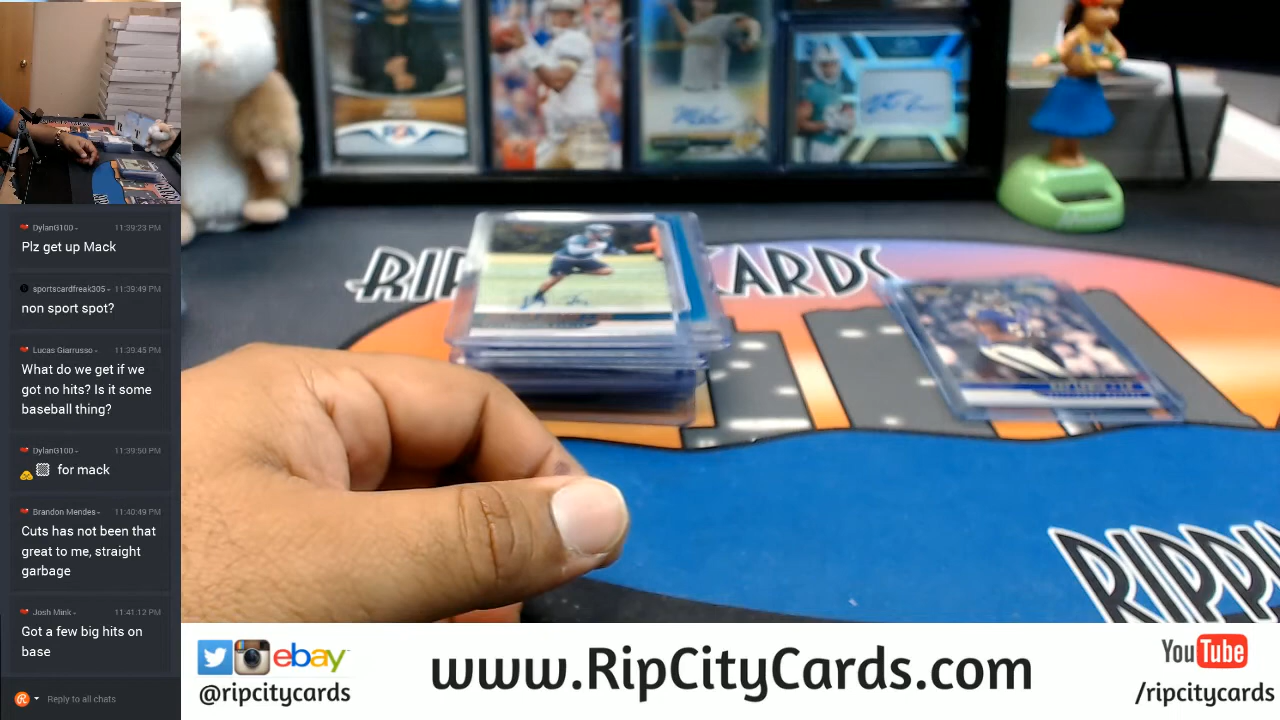 DylanG100 - 11:39:23 PM
Plz get up Mack
sportscardfreak305 - 11:39:49 PM
non sport spot?
Lucas Giarrusso - 11:39:45 PM
What do we get if we
got no hits? Is it some
baseball thing?
DylanG100 - 11:39:50 PM
for mack
Brandon Mendes - 11:40:49 PM
Cuts has not been that
great to me, straight
garbage
Josh Mink - 11:41:12 PM
Got a few big hits on
base
Reply to all chats
RIP CARDS
RIPPI
ebay
@ripcitycards
www.RipCityCards.com
YouTube
/ripcitycards